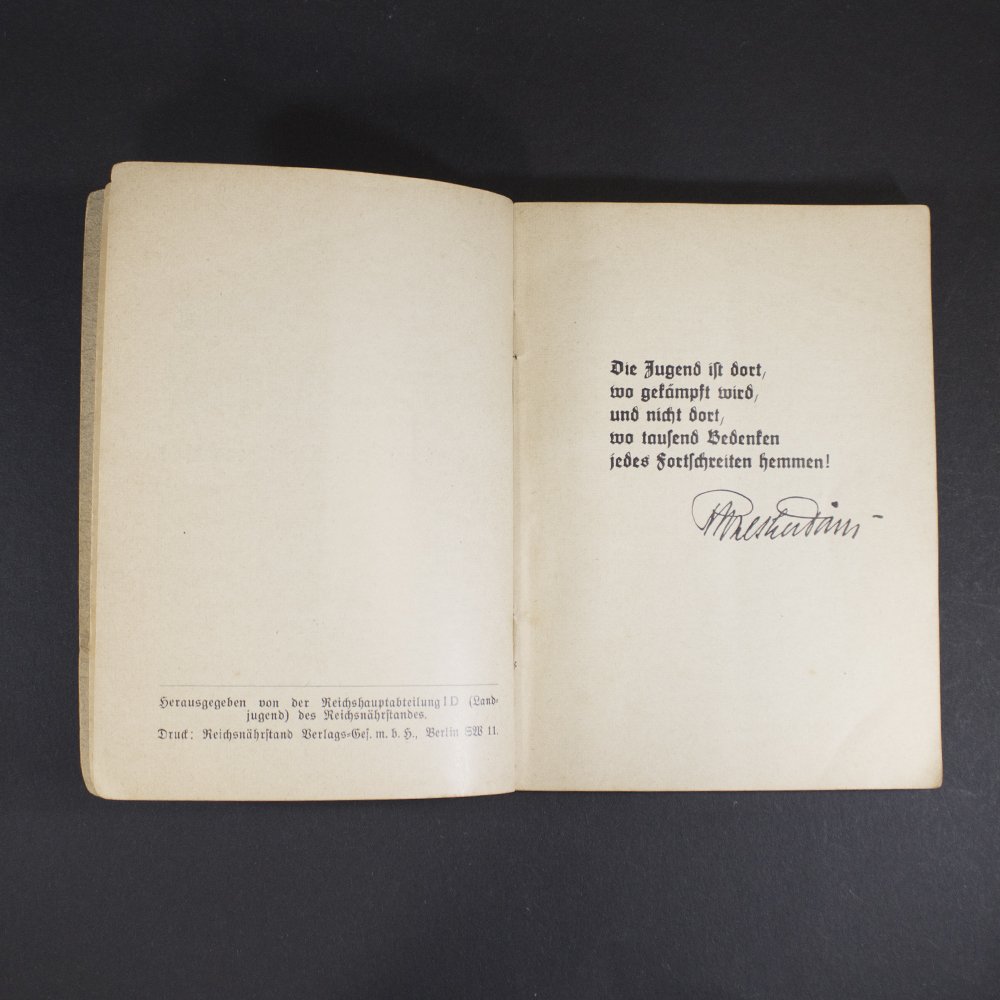 Herausgegeben von der Reichshauptabteilung I D (Land-
jugend) des Reichsnährstandes.
Druck: Reichsnährstand Verlags-Ges. m. b. H., Berlin SW 11.
Die Jugend ist dort,
wo gekämpft wird,
und nicht dort,
wo tausend Bedenken
jedes Fortschreiten hemmen!